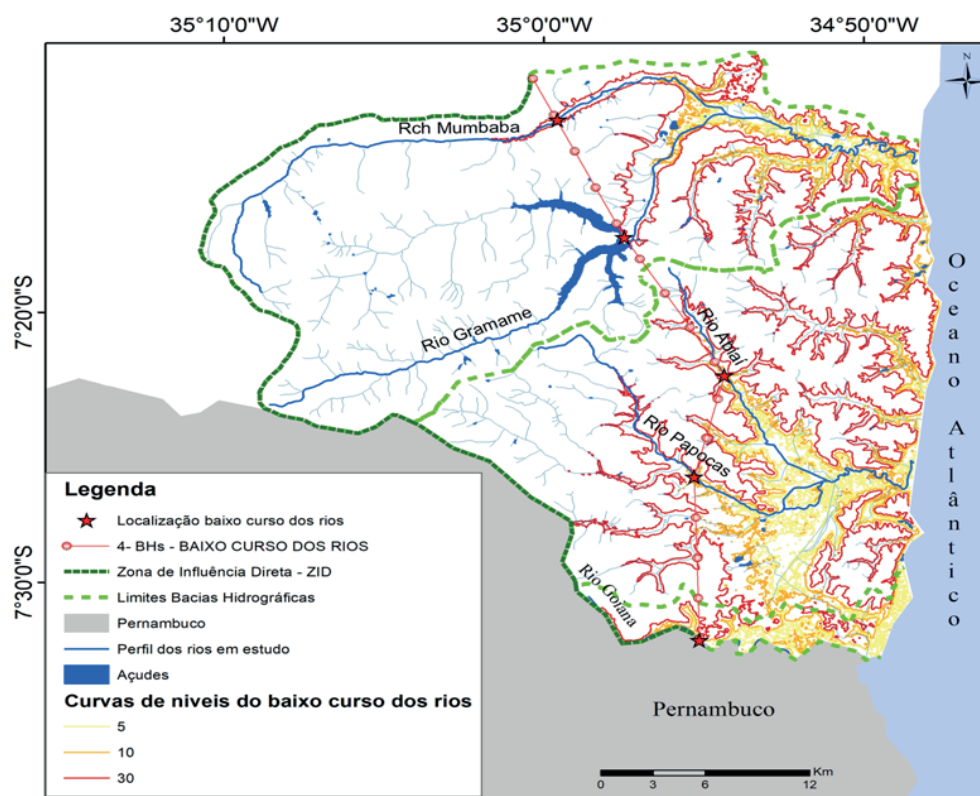 35°10'0"W
35°00'0"W
34°50'0"W
N
Rch Mumbaba
7°20'0"S
Rio Gramame
Rio Abiaí
Rio Papocas
Oceano Atlântico
7°30'0"S
Rio Goiana
Legenda
Localização baixo curso dos rios
4- BHs - BAIXO CURSO DOS RIOS
Zona de Influência Direta - ZID
Limites Bacias Hidrográficas
Pernambuco
Perfil dos rios em estudo
Açudes
Curvas de niveis do baixo curso dos rios
5
10
30
Pernambuco
Km
0 3 6 12